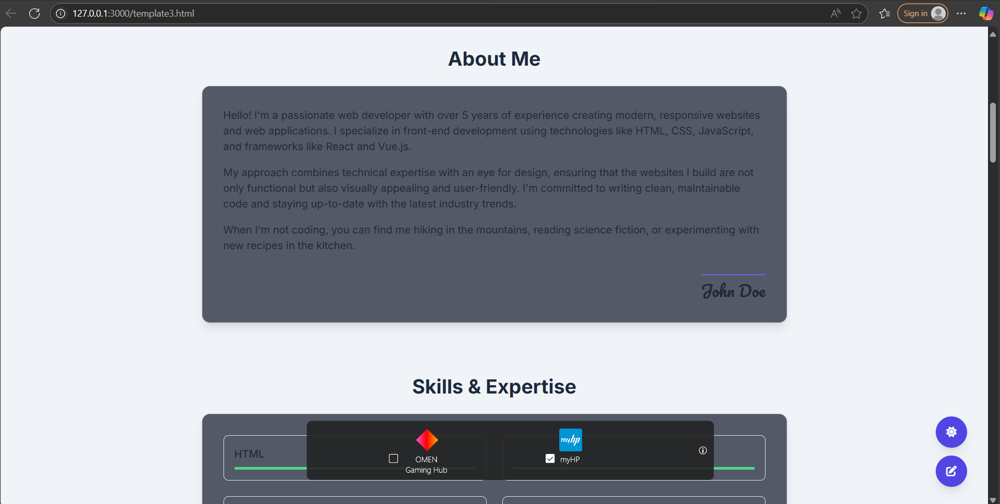 127.0.0.1:3000/template3.html
Sign in
About Me
Hello! I'm a passionate web developer with over 5 years of experience creating modern, responsive websites
and web applications. I specialize in front-end development using technologies like HTML, CSS, JavaScript,
and frameworks like React and Vue.js.
My approach combines technical expertise with an eye for design, ensuring that the websites I build are not
only functional but also visually appealing and user-friendly. I'm committed to writing clean, maintainable
code and staying up-to-date with the latest industry trends.
When I'm not coding, you can find me hiking in the mountains, reading science fiction, or experimenting with
new recipes in the kitchen.
John Doe
Skills & Expertise
HTML
CSS
myhp
OMEN
Gaming Hub
myHP